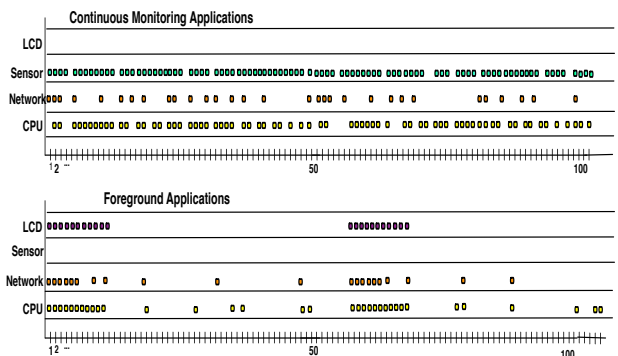 Continuous Monitoring Applications
LCD
Sensor
Network
CPU
1 2 ... 50 100
Foreground Applications
LCD
Sensor
Network
CPU
1 2 ... 50 100